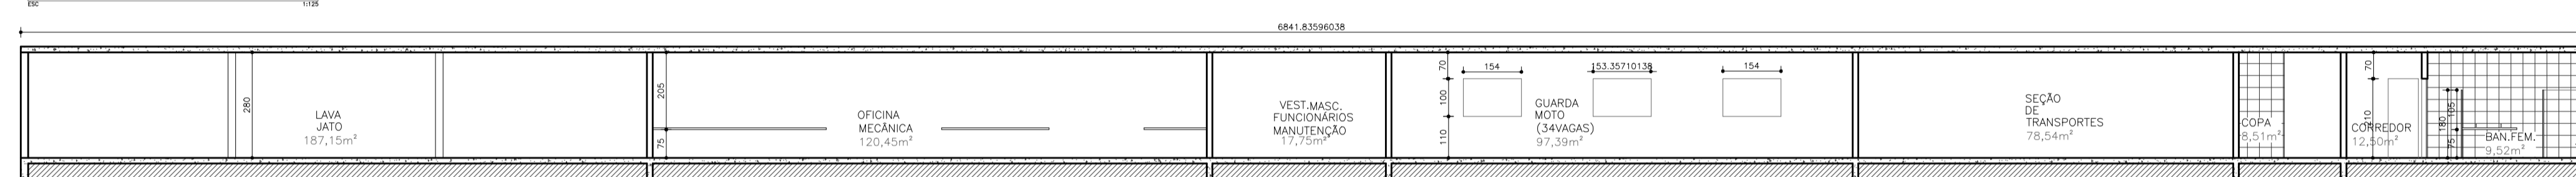 ESC 1:125
6841.83596038
LAVA
JATO
187,15m²
280
205
75
OFICINA
MECÂNICA
120,45m²
VEST.MASC.
FUNCIONÁRIOS
MANUTENÇÃO
17,75m²
70
100
110
154
153.35710138
154
GUARDA
MOTO
(34VAGAS)
97,39m²
SEÇÃO
DE
TRANSPORTES
78,54m²
COPA
8,51m²
70
210
CORREDOR
12,50m²
180
105
75
BAN.FEM.
9,52m²